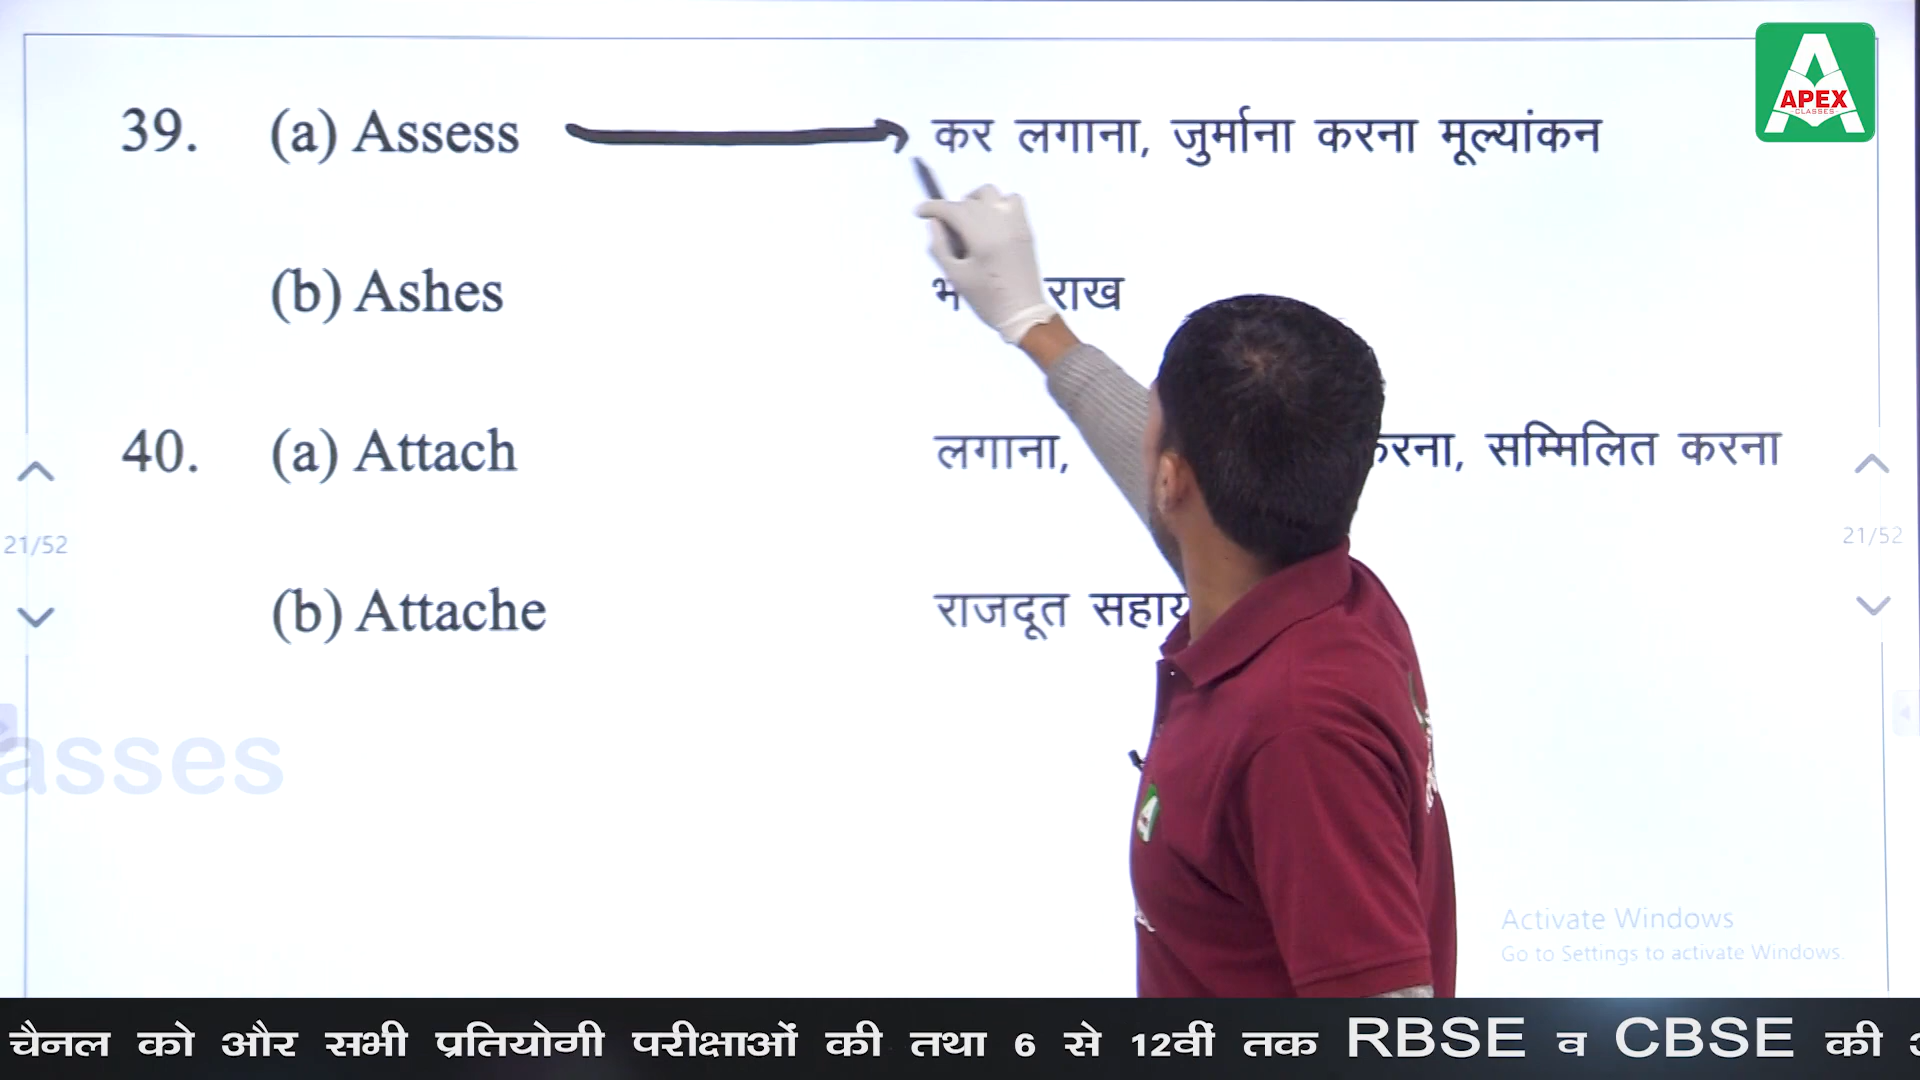 APEX
CLASSES
39. (a) Assess कर लगाना, जुर्माना करना मूल्यांकन
(b) Ashes राख
40. (a) Attach लगाना, करना, सम्मिलित करना
(b) Attache राजदूत
21/52
21/52
asses
Activate Windows
Go to Settings to activate Windows.
चैनल को और सभी प्रतियोगी परीक्षाओं की तथा 6 से 12वीं तक RBSE व CBSE की